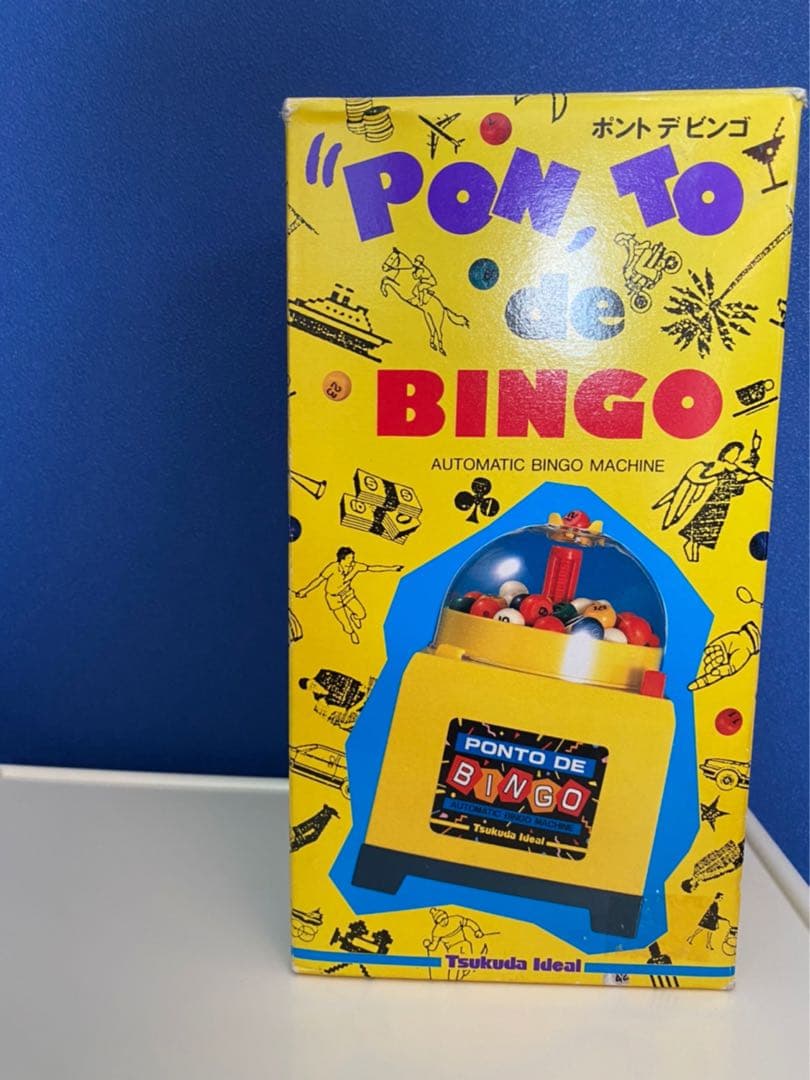 ポントデビンゴ
"PON, TO
de
BINGO
AUTOMATIC BINGO MACHINE
23
PONTO DE
BINGO
AUTOMATIC BINGO MACHINE
Tsukuda Ideal
Tsukuda Ideal